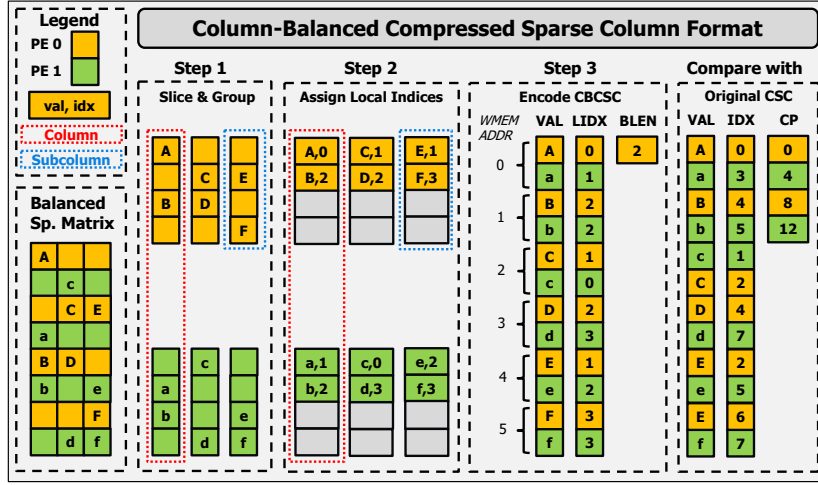 Legend
PE 0
PE 1
val, idx
Column
Subcolumn
Balanced
Sp. Matrix
A
c
C E
a
B D
b e
F
d f
Column-Balanced Compressed Sparse Column Format
Step 1
Slice & Group
A
C E
B D
F
c
a
b e
d f
Step 2
Assign Local Indices
A,0 C,1 E,1
B,2 D,2 F,3
a,1 c,0 e,2
b,2 d,3 f,3
Step 3
Encode CBCSC
WMEM
ADDR
VAL LIDX BLEN
0
A 0 2
a 1
1
B 2
b 2
2
C 1
c 0
3
D 2
d 3
4
E 1
e 2
5
F 3
f 3
Compare with
Original CSC
VAL IDX CP
A 0 0
a 3 4
B 4 8
b 5 12
c 1
C 2
D 4
d 7
E 2
e 5
E 6
f 7